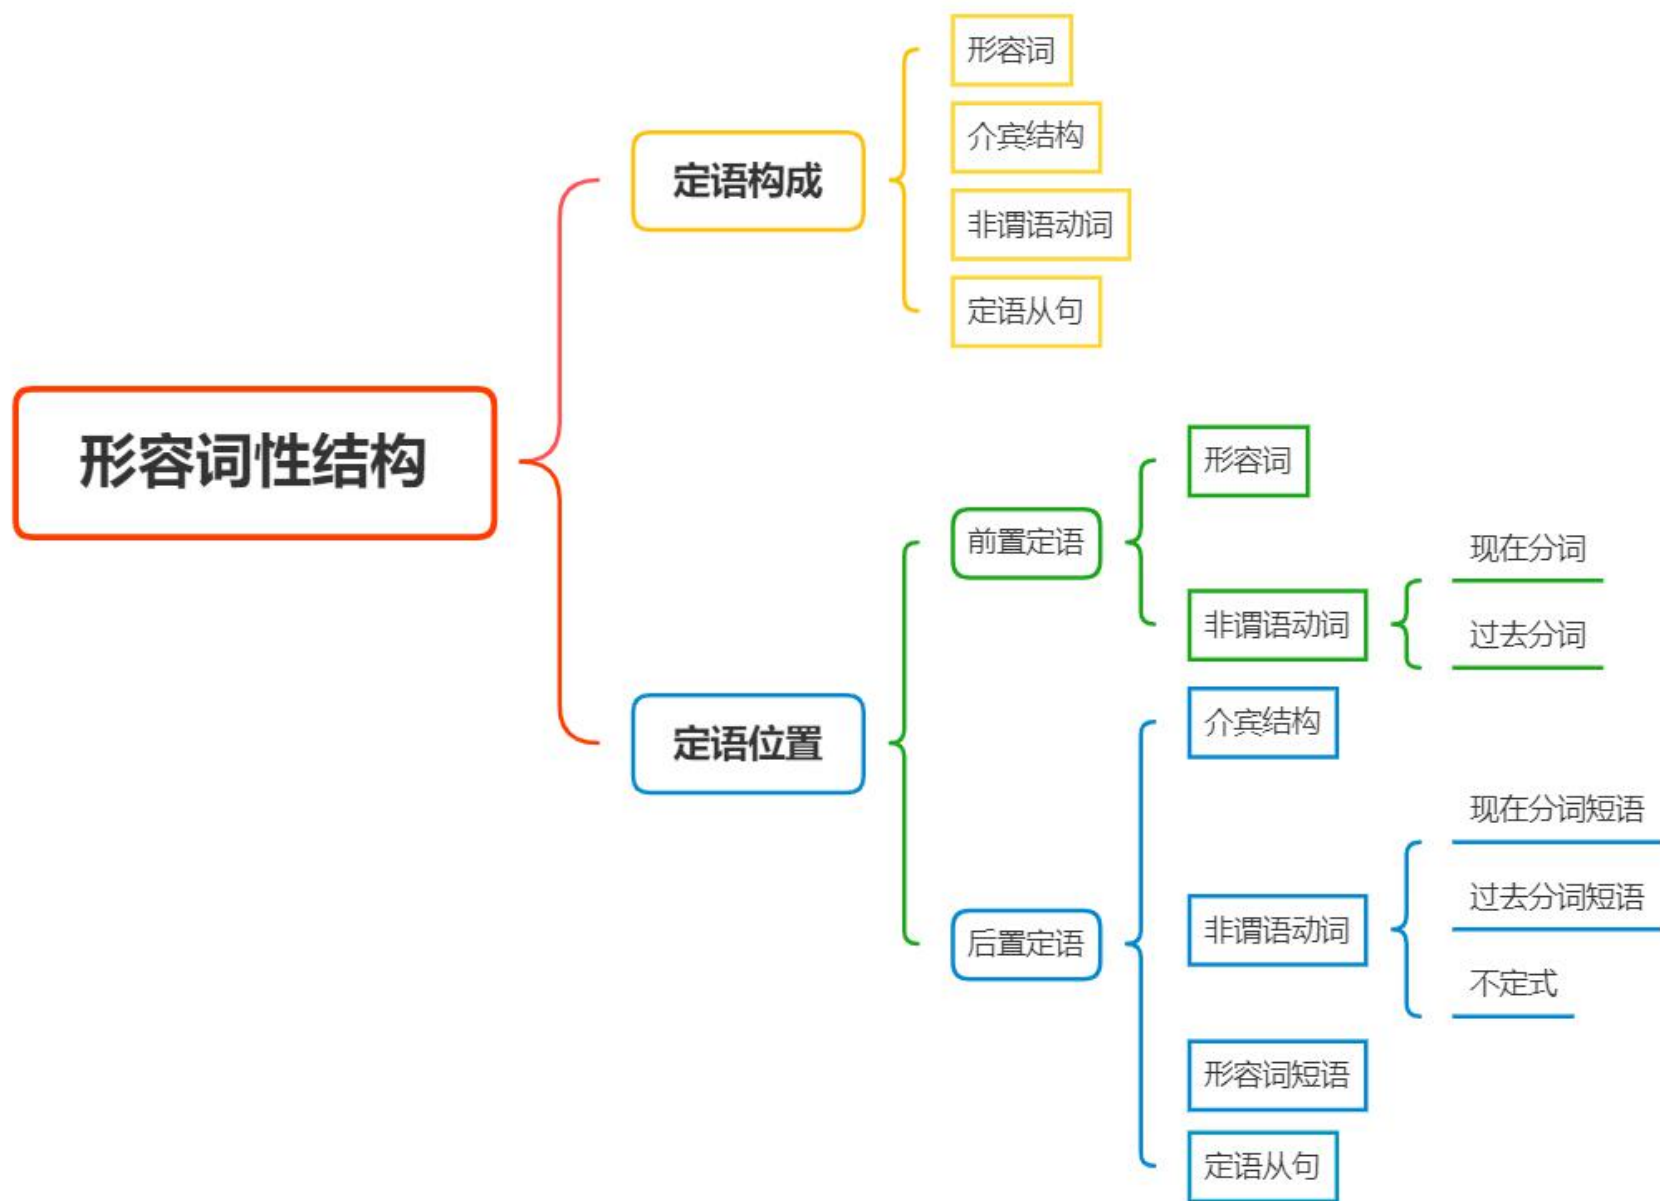 形容词性结构
定语构成
形容词
介宾结构
非谓语动词
定语从句
定语位置
前置定语
形容词
非谓语动词
现在分词
过去分词
后置定语
介宾结构
非谓语动词
现在分词短语
过去分词短语
不定式
形容词短语
定语从句